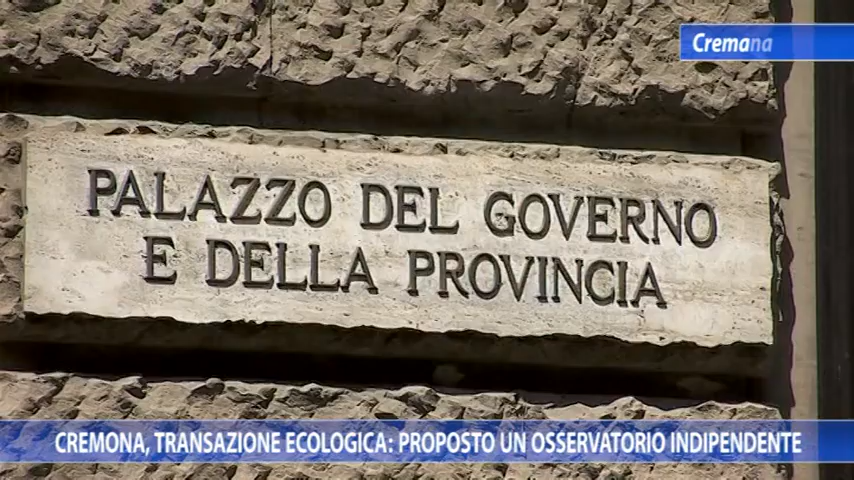 Cremana
PALAZZO DEL GOVERNO
E DELLA PROVINCIA
CREMONA, TRANSAZIONE ECOLOGICA: PROPOSTO UN OSSERVATORIO INDIPENDENTE